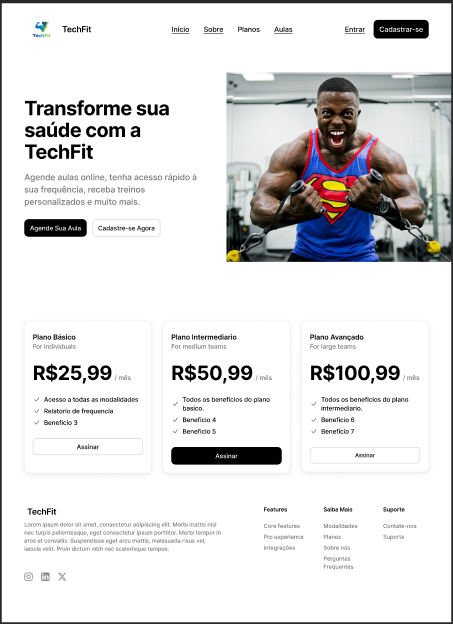 TechFit
TechFit
Início
Sobre
Planos
Aulas
Entrar
Cadastrar-se
Transforme sua
saúde com a
TechFit
Agende aulas online, tenha acesso rápido à
sua frequência, receba treinos
personalizados e muito mais.
Agende Sua Aula
Cadastre-se Agora
Plano Básico
For individuals
R$25,99 / mês
Acesso a todas as modalidades
Relatorio de frequencia
Benefício 3
Assinar
Plano Intermediario
For medium teams
R$50,99 / mês
Todos os benefícios do plano
basico.
Benefício 4
Benefício 5
Assinar
Plano Avançado
For large teams
R$100,99 / mês
Todos os benefícios do plano
intermediario.
Benefício 6
Benefício 7
Assinar
TechFit
Lorem ipsum dolor sit amet, consectetur adipiscing elit. Morbi mattis nisl
nec turpis pellentesque, eget consectetur ipsum porttitor. Morbi tempor in
eros et convallis. Suspendisse eget arcu mattis, malesuada risus vel,
iaculis velit. Proin dictum nibh nec scelerisque tempus.
Features
Core features
Pro experience
Integrações
Saiba Mais
Modalidades
Planos
Sobre nós
Perguntas
Frequentes
Suporte
Contate-nos
Suporte